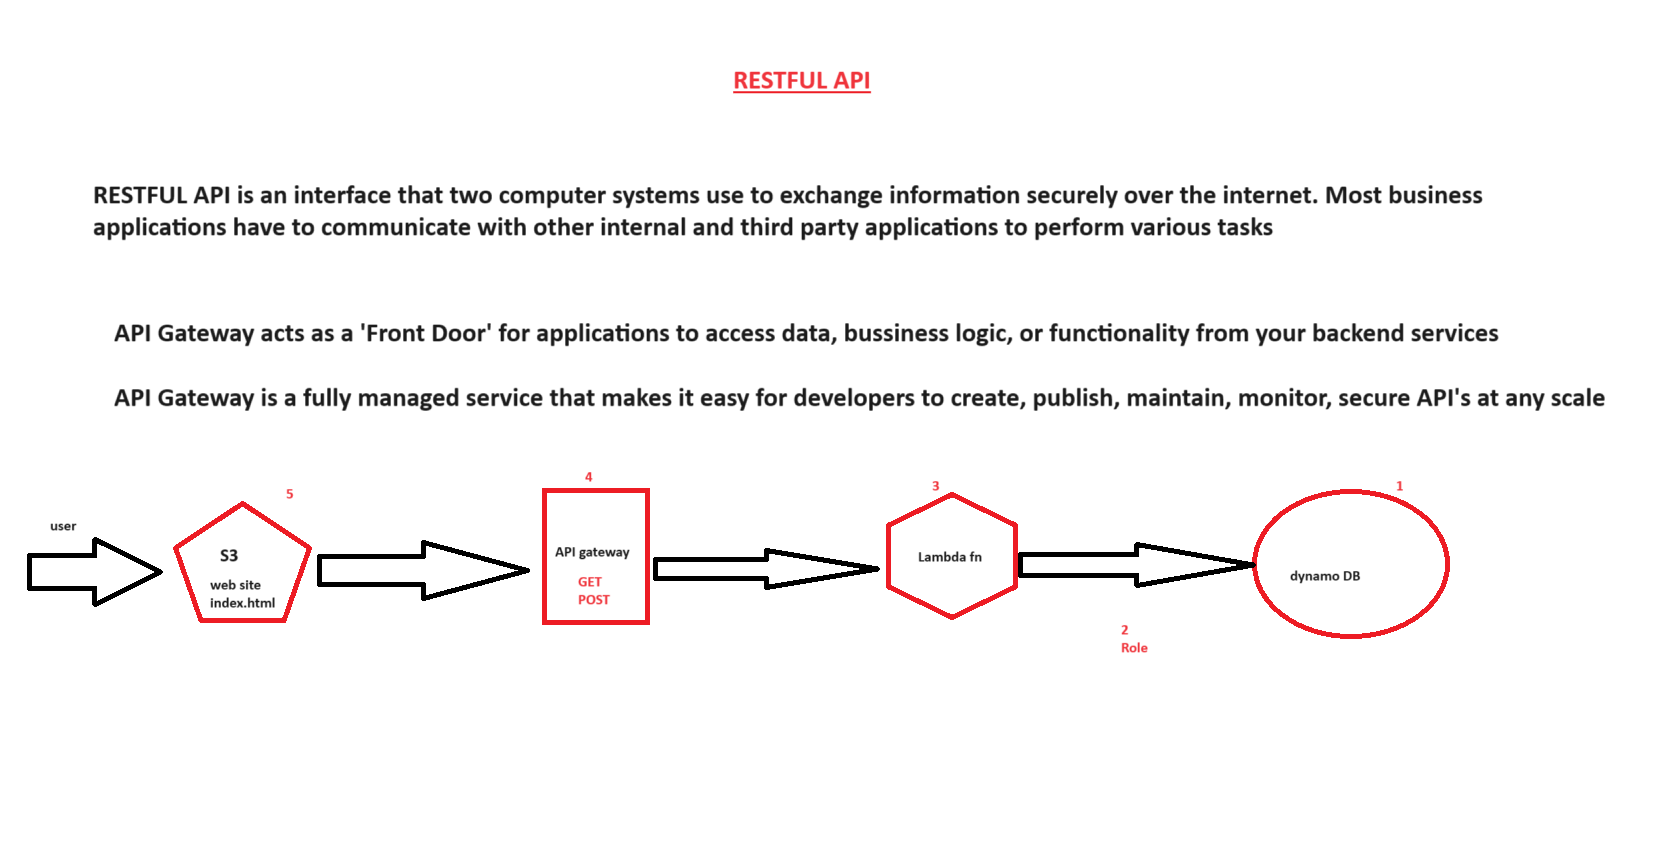 RESTFUL API
RESTFUL API is an interface that two computer systems use to exchange information securely over the internet. Most business
applications have to communicate with other internal and third party applications to perform various tasks
API Gateway acts as a 'Front Door' for applications to access data, bussiness logic, or functionality from your backend services
API Gateway is a fully managed service that makes it easy for developers to create, publish, maintain, monitor, secure API's at any scale
user
5
S3
web site
index.html
4
API gateway
GET
POST
3
Lambda fn
2
Role
1
dynamo DB